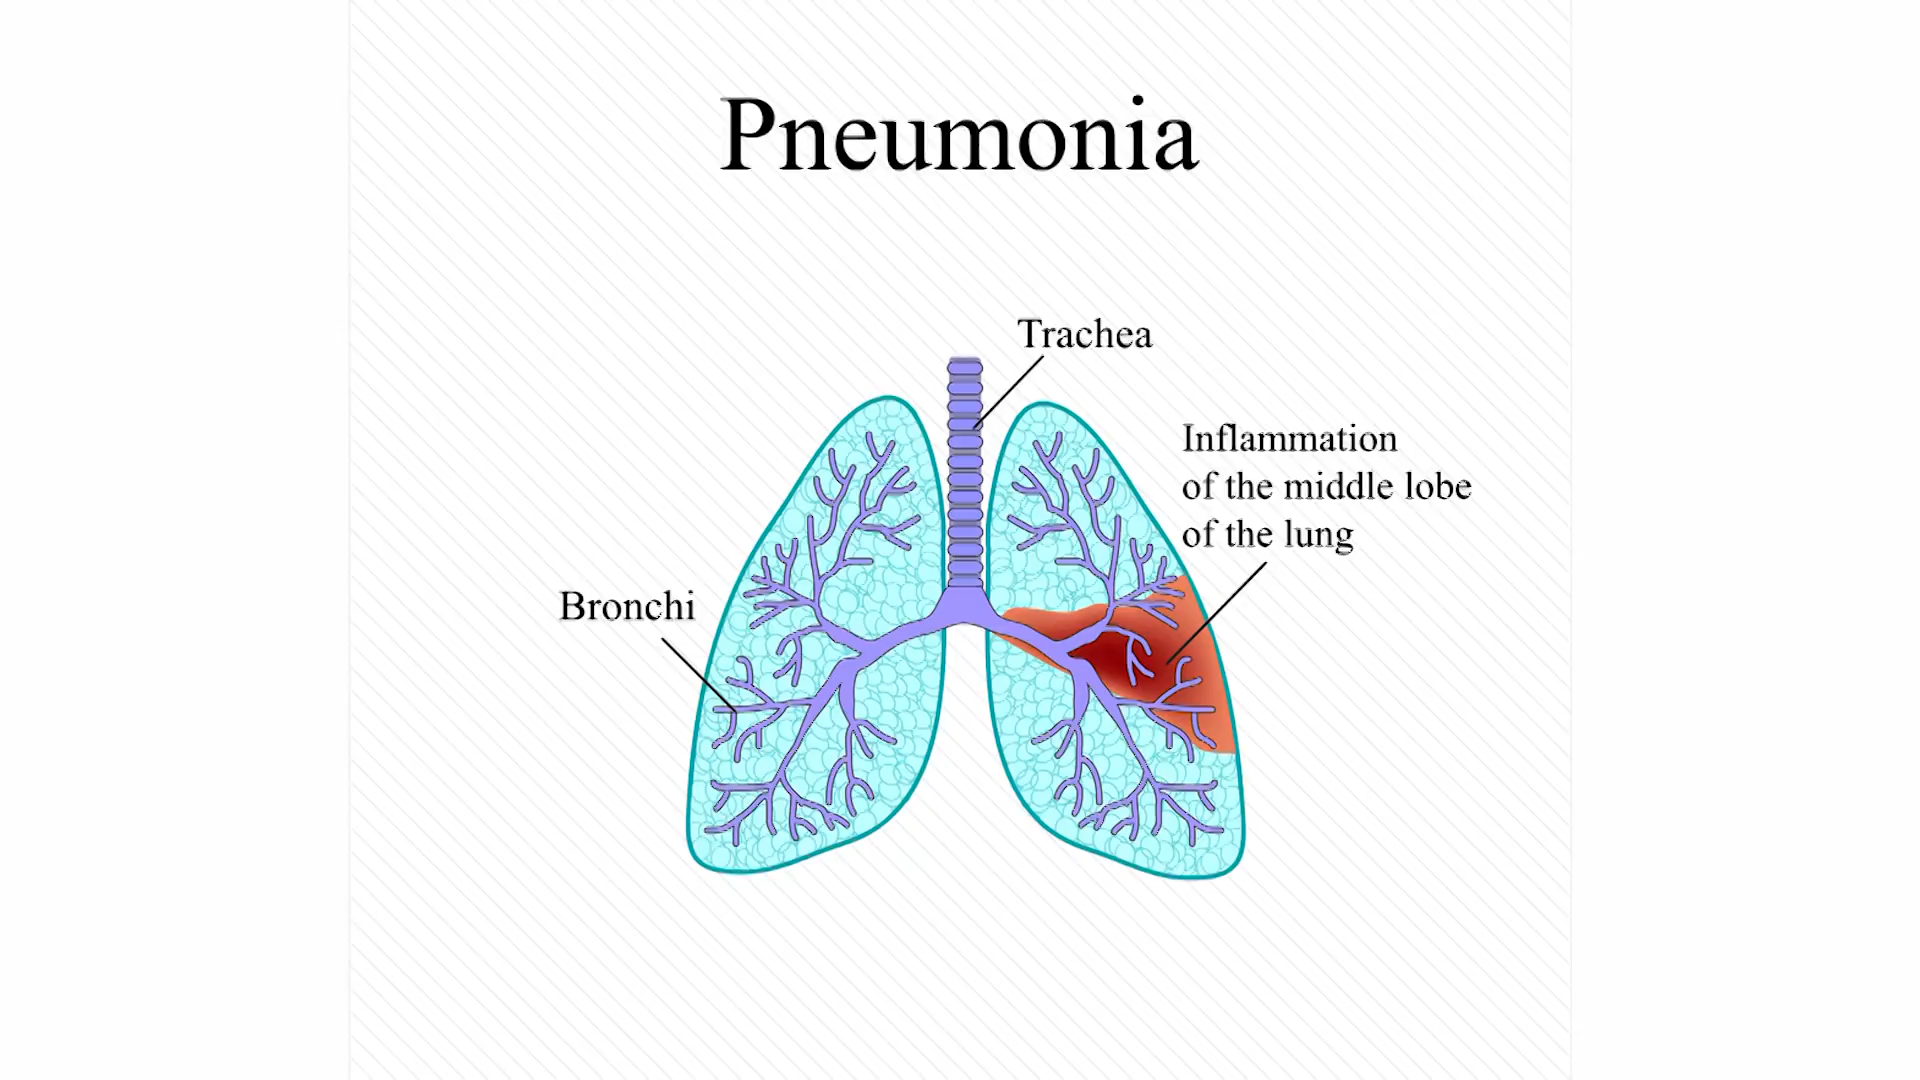 Pneumonia
Trachea
Inflammation
of the middle lobe
of the lung
Bronchi